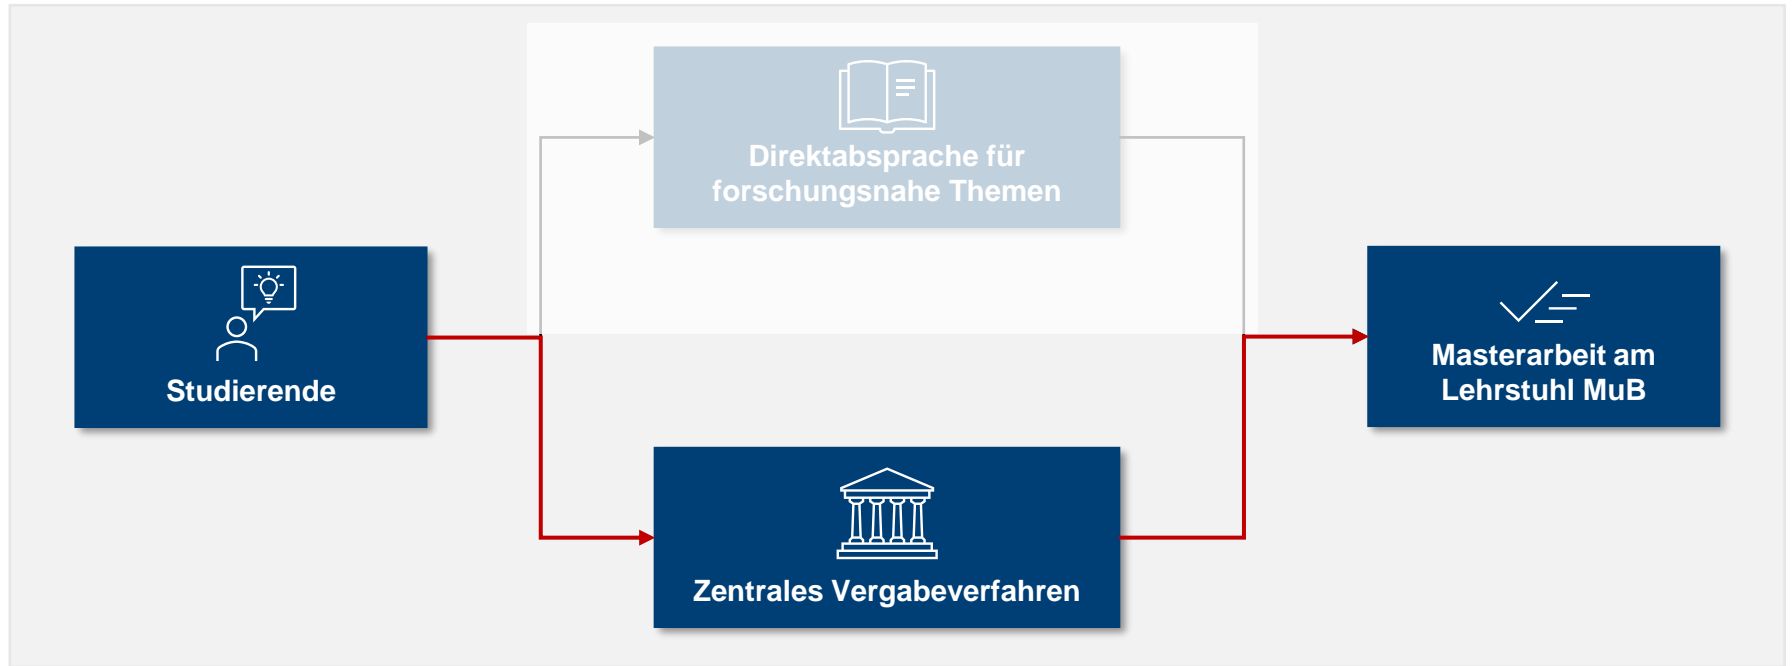 Direktabsprache für
forschungsnahe Themen
Studierende
Masterarbeit am
Lehrstuhl MuB
Zentrales Vergabeverfahren